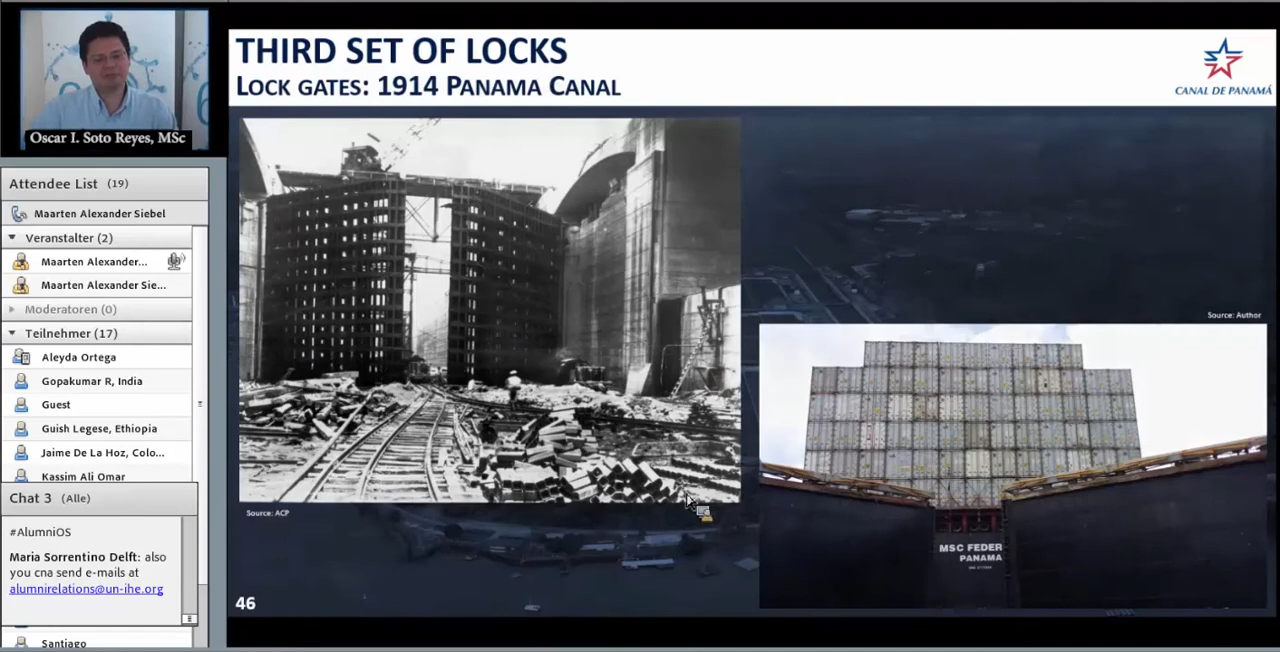 Oscar I. Soto Reyes, MSc
Attendee List (19)
Maarten Alexander Siebel
Veranstalter (2)
Maarten Alexander...
Maarten Alexander Sie...
Moderatoren (0)
Teilnehmer (17)
Aleyda Ortega
Gopakumar R, India
Guest
Guish Legese, Ethiopia
Jaime De La Hoz, Colo...
Kassim Ali Omar
Chat 3 (Alle)
#AlumniOS
Maria Sorrentino Delft: also
you cna send e-mails at
alumnirelations@un-ihe.org
Santiago
THIRD SET OF LOCKS
LOCK GATES: 1914 PANAMA CANAL
CANAL DE PANAMÁ
Source: ACP
Source: Author
MSC FEDER
PANAMA
46